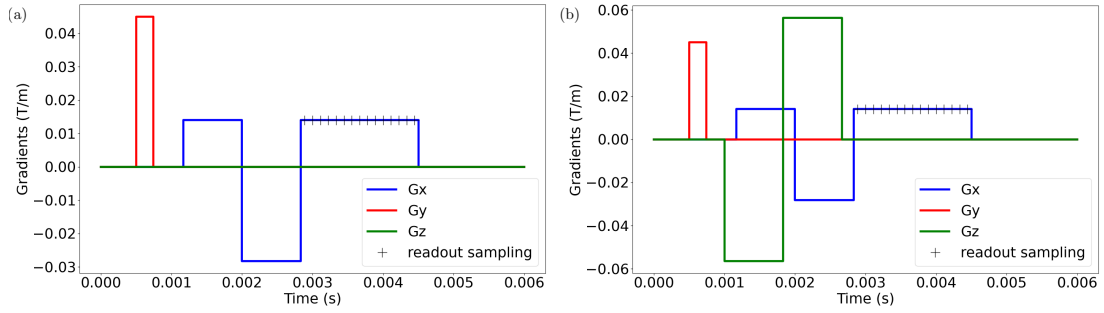 (a)
Gradients (T/m)
0.04
0.03
0.02
0.01
0.00
−0.01
−0.02
−0.03
Gx
Gy
Gz
readout sampling
0.000 0.001 0.002 0.003 0.004 0.005 0.006
Time (s)
(b)
Gradients (T/m)
0.06
0.04
0.02
0.00
−0.02
−0.04
−0.06
Gx
Gy
Gz
readout sampling
0.000 0.001 0.002 0.003 0.004 0.005 0.006
Time (s)